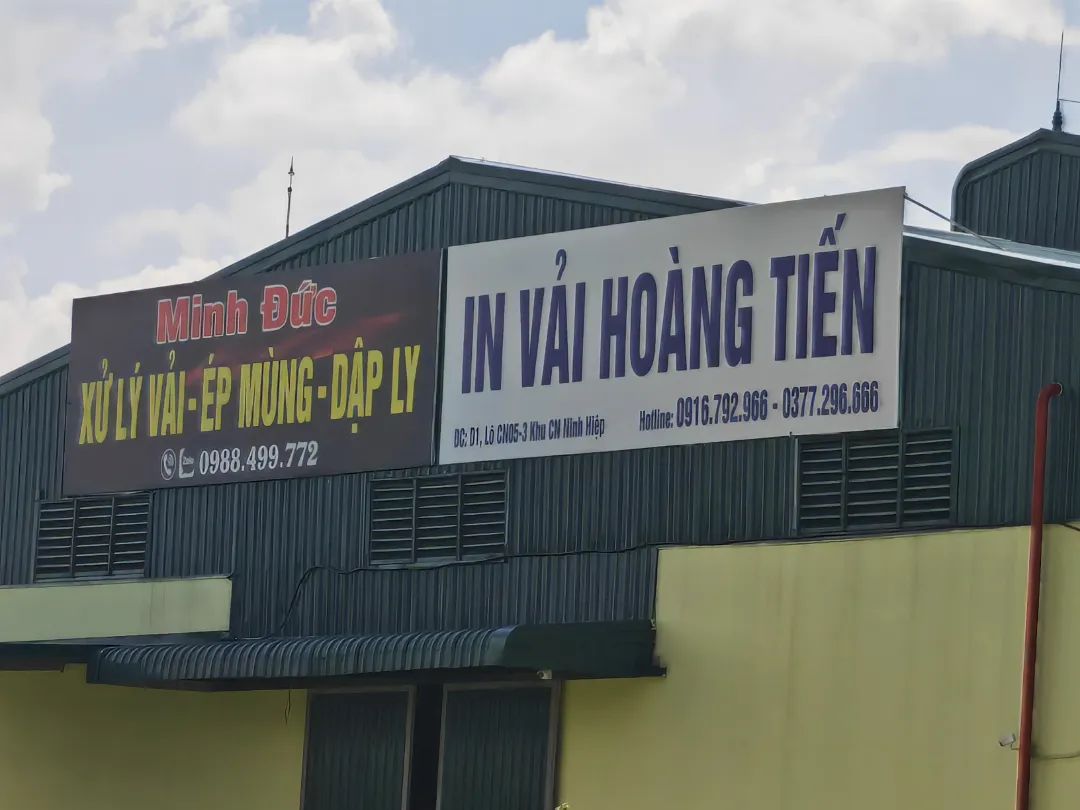 Minh Đức
XỬ LÝ VẢI - ÉP MÙNG - DẬP LY
Zalo 0988.499.772
IN VẢI HOÀNG TIẾN
ĐC: D1, Lô CN05-3 Khu CN Ninh Hiệp
Hotline: 0916.792.966 - 0377.296.666